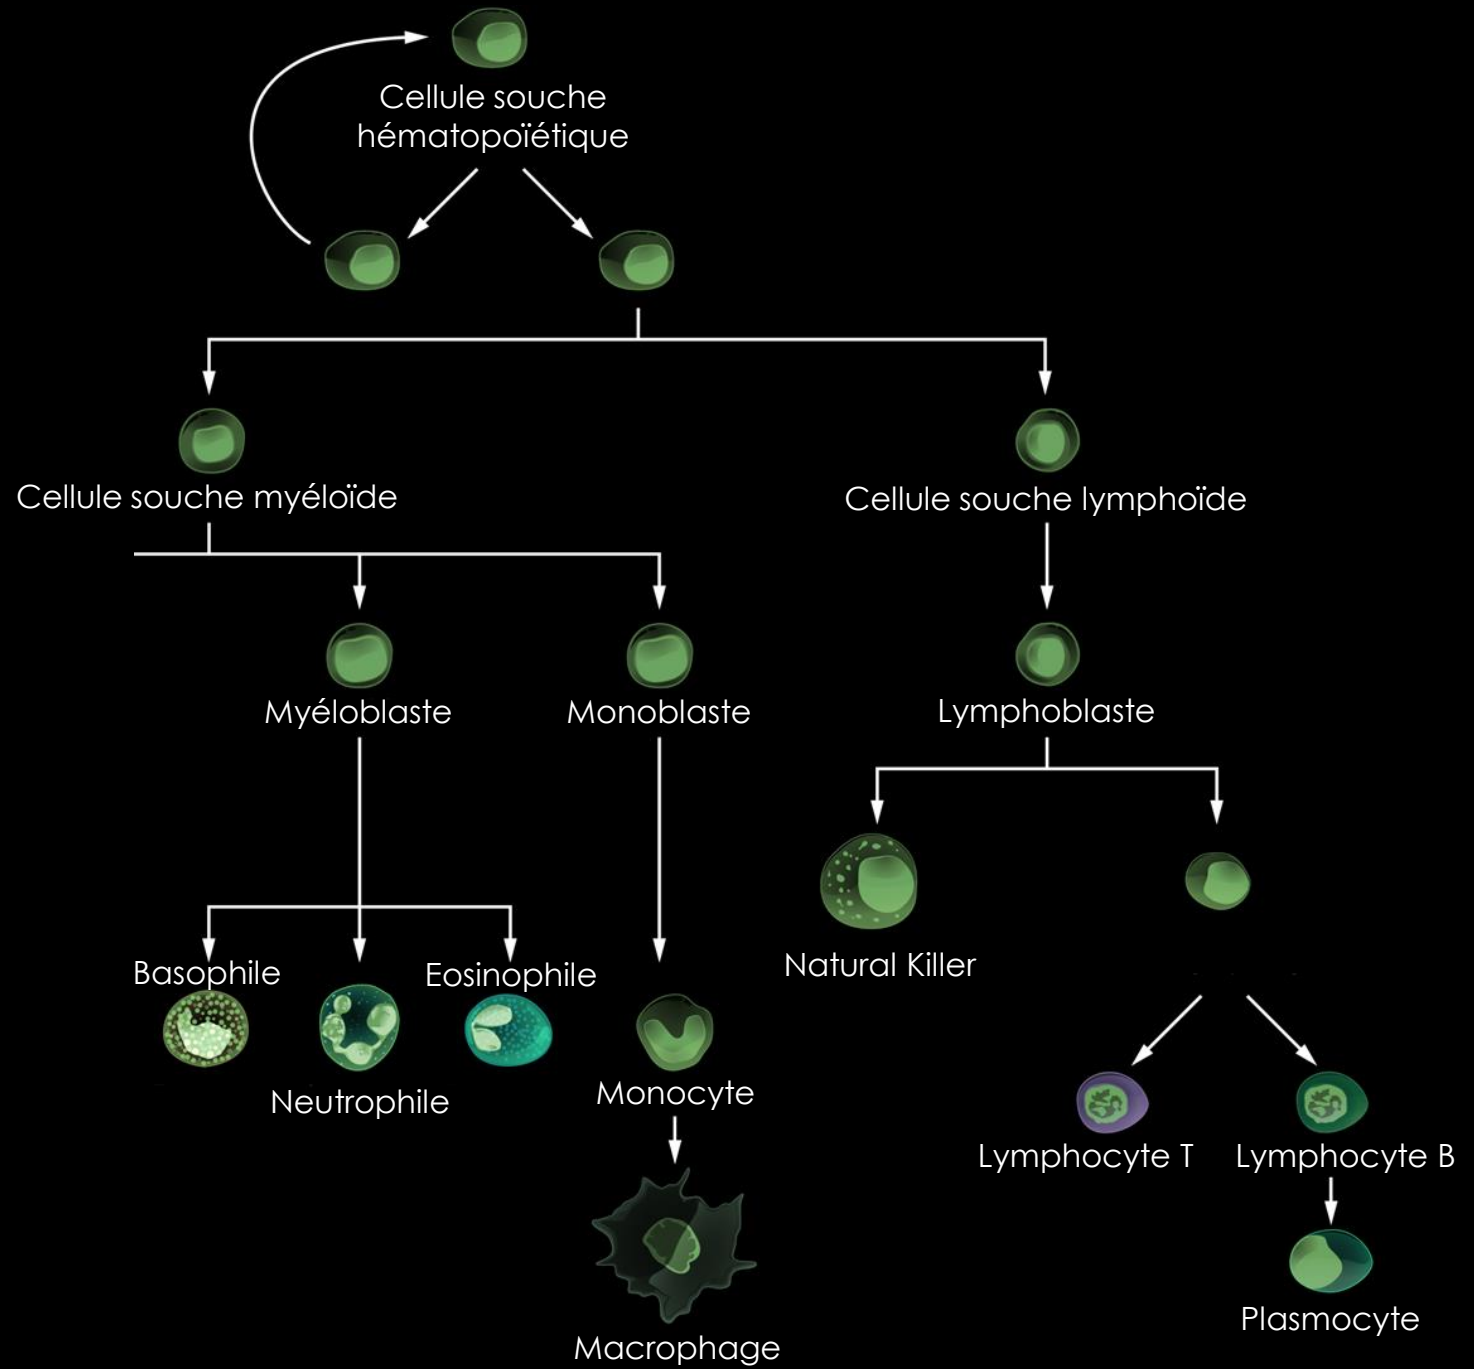 Cellule souche
hématopoïétique
Cellule souche myéloïde
Cellule souche lymphoïde
Myéloblaste
Monoblaste
Lymphoblaste
Basophile
Eosinophile
Natural Killer
Neutrophile
Monocyte
Lymphocyte T
Lymphocyte B
Plasmocyte
Macrophage